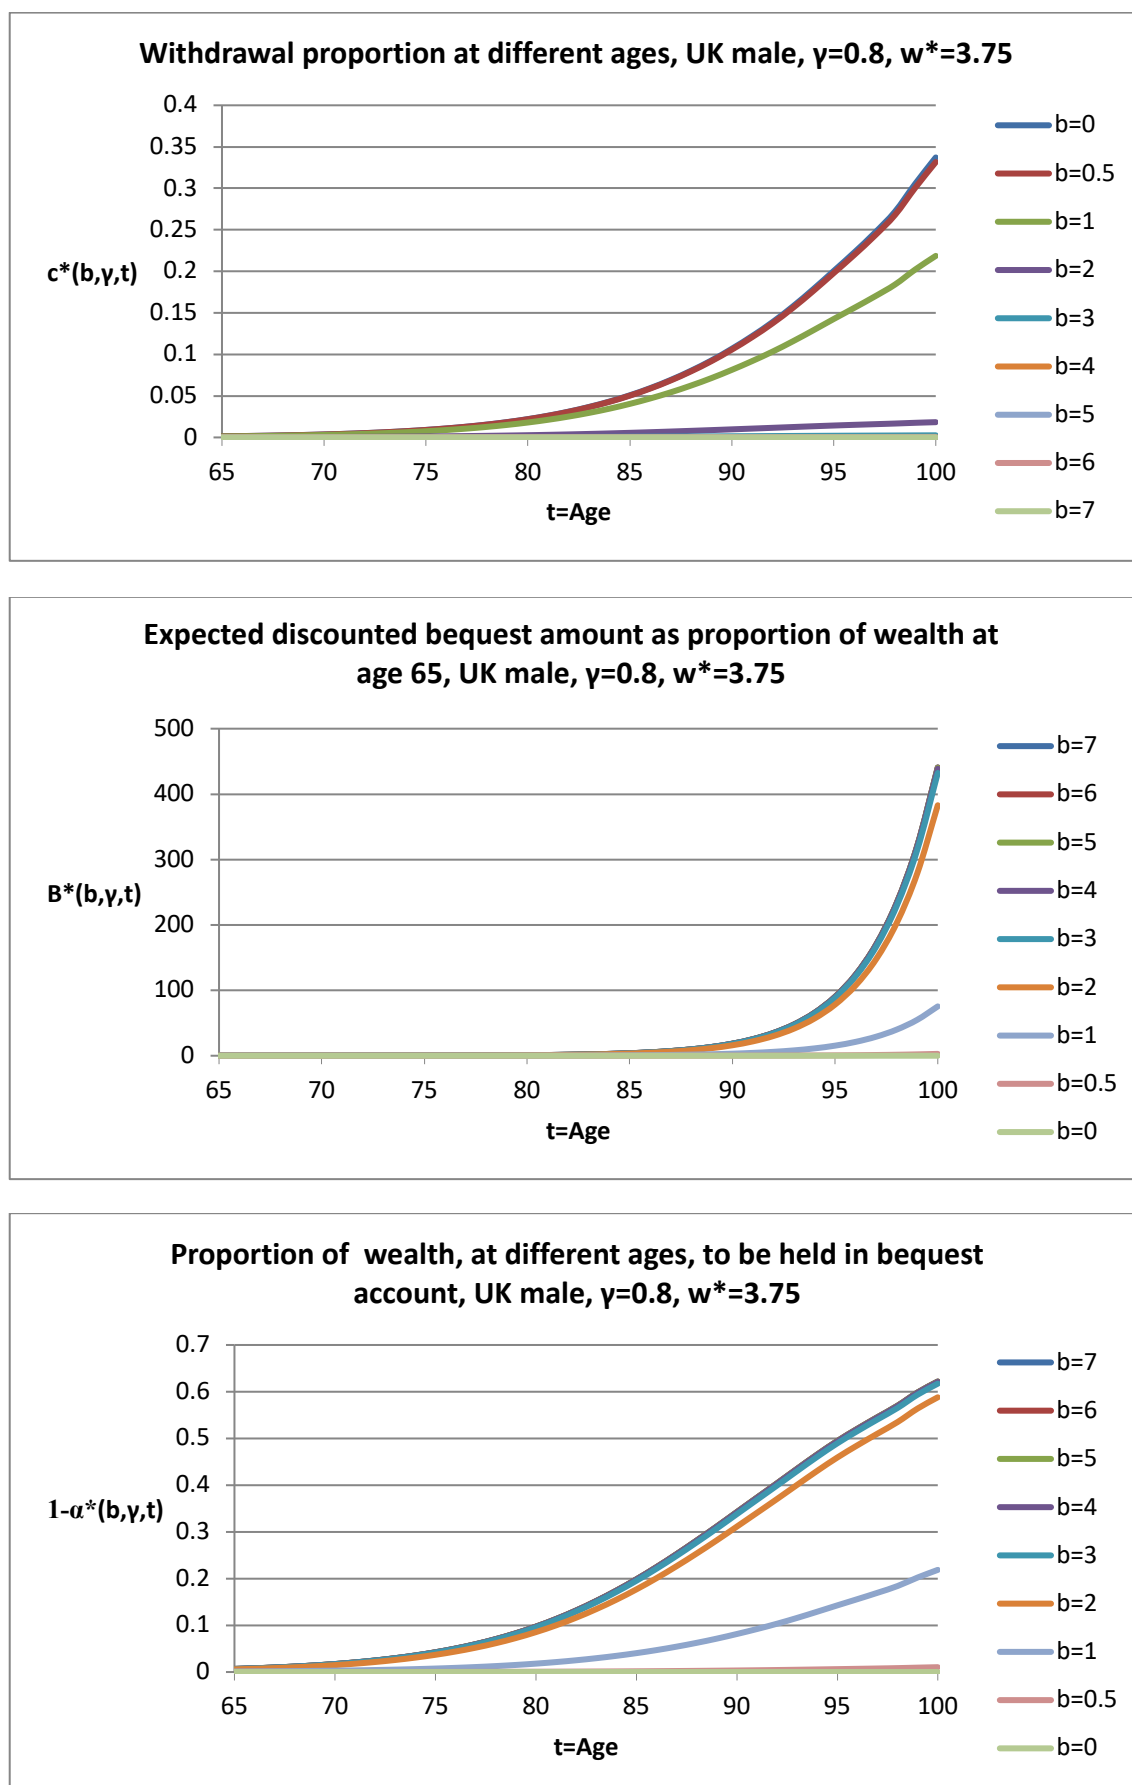 Withdrawal proportion at different ages, UK male, γ=0.8, w*=3.75
0.4
0.35
0.3
0.25
0.2
0.15
0.1
0.05
0
c*(b,γ,t)
65 70 75 80 85 90 95 100
t=Age
b=0
b=0.5
b=1
b=2
b=3
b=4
b=5
b=6
b=7
Expected discounted bequest amount as proportion of wealth at
age 65, UK male, γ=0.8, w*=3.75
500
400
300
200
100
0
B*(b,γ,t)
65 70 75 80 85 90 95 100
t=Age
b=7
b=6
b=5
b=4
b=3
b=2
b=1
b=0.5
b=0
Proportion of wealth, at different ages, to be held in bequest
account, UK male, γ=0.8, w*=3.75
0.7
0.6
0.5
0.4
0.3
0.2
0.1
0
1-α*(b,γ,t)
65 70 75 80 85 90 95 100
t=Age
b=7
b=6
b=5
b=4
b=3
b=2
b=1
b=0.5
b=0